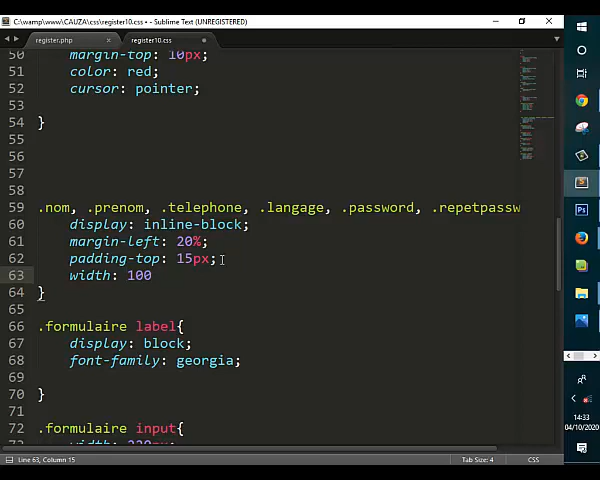 C:\wamp\www\CAUZA\css\register10.css • - Sublime Text (UNREGISTERED)
register.php
register10.css
50 margin-top: 10px;
51 color: red;
52 cursor: pointer;
53
54 }
55
56
57
58
59 .nom, .prenom, .telephone, .langage, .password, .repetpassw
60 display: inline-block;
61 margin-left: 20%;
62 padding-top: 15px;
63 width: 100
64 }
65
66 .formulaire label{
67 display: block;
68 font-family: georgia;
69
70 }
71
72 .formulaire input{
73 width: 220px;
Line 63, Column 15
Tab Size: 4
CSS
Ps
14:33
04/10/2020